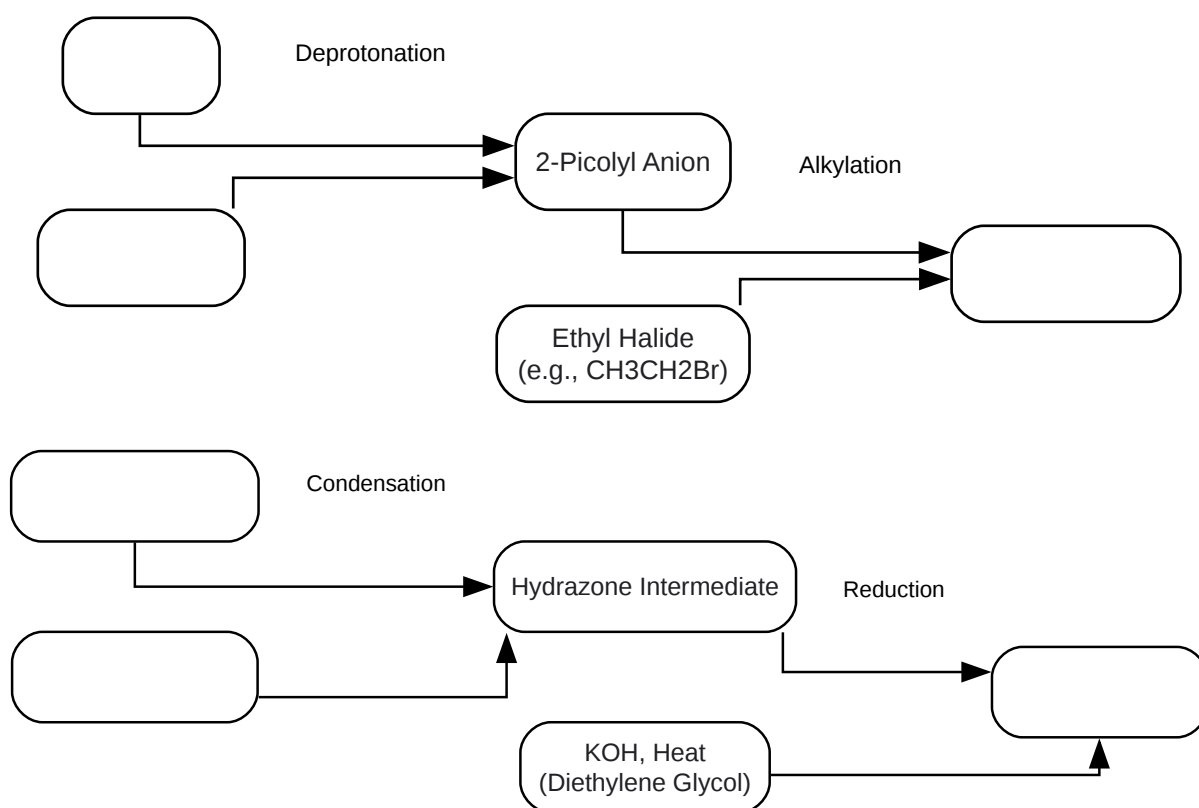 Deprotonation
2-Picolyl Anion
Alkylation
Ethyl Halide
(e.g., CH3CH2Br)
Condensation
Hydrazone Intermediate
Reduction
KOH, Heat
(Diethylene Glycol)